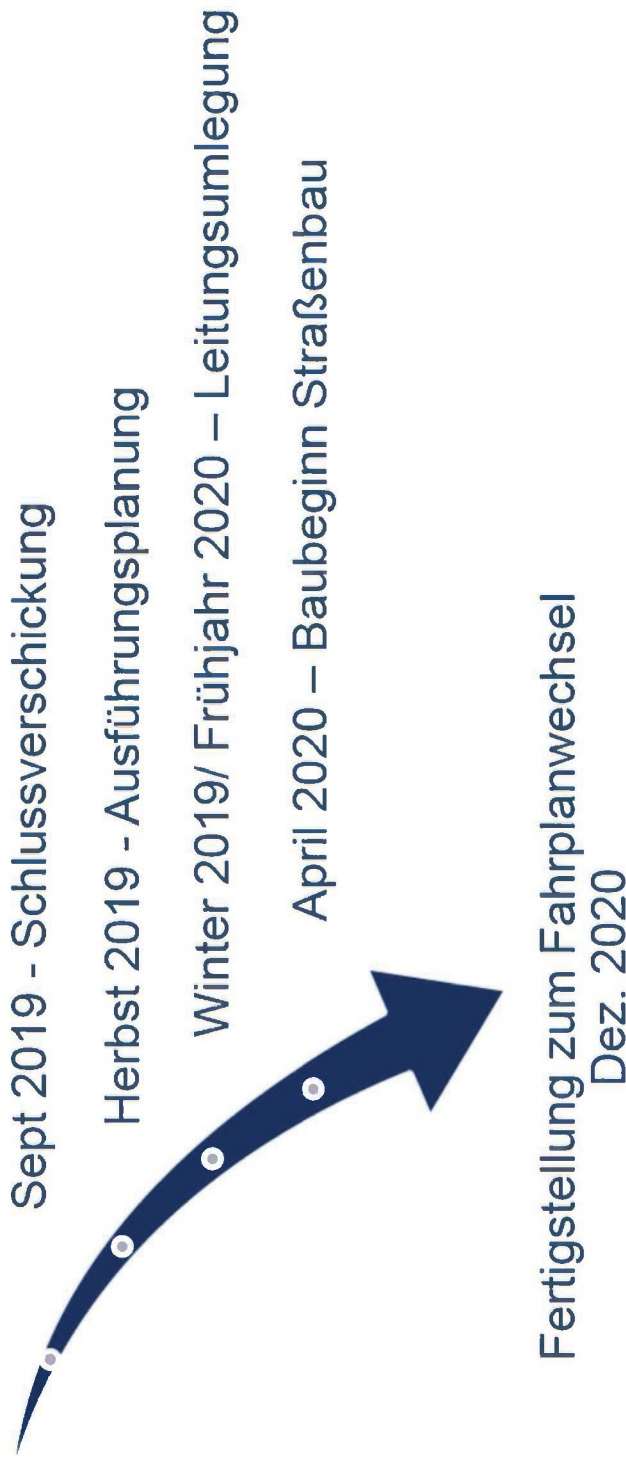 Sept 2019 - Schlussverschickung
Herbst 2019 - Ausführungsplanung
Winter 2019/ Frühjahr 2020 – Leitungsumlegung
April 2020 – Baubeginn Straßenbau
Fertigstellung zum Fahrplanwechsel
Dez. 2020